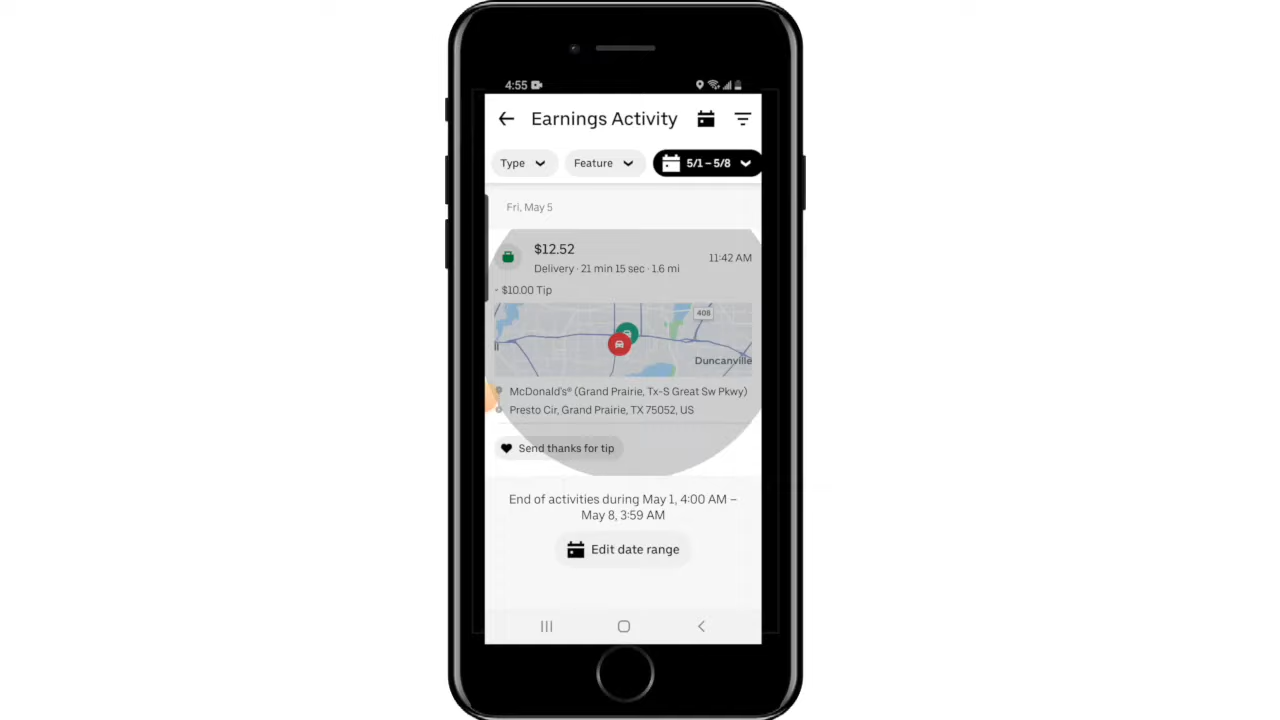 4:55
Earnings Activity
Type
Feature
5/1 – 5/8
Fri, May 5
$12.52
11:42 AM
Delivery · 21 min 15 sec · 1.6 mi
- $10.00 Tip
408
Duncanville
McDonald's® (Grand Prairie, Tx-S Great Sw Pkwy)
Presto Cir, Grand Prairie, TX 75052, US
Send thanks for tip
End of activities during May 1, 4:00 AM –
May 8, 3:59 AM
Edit date range